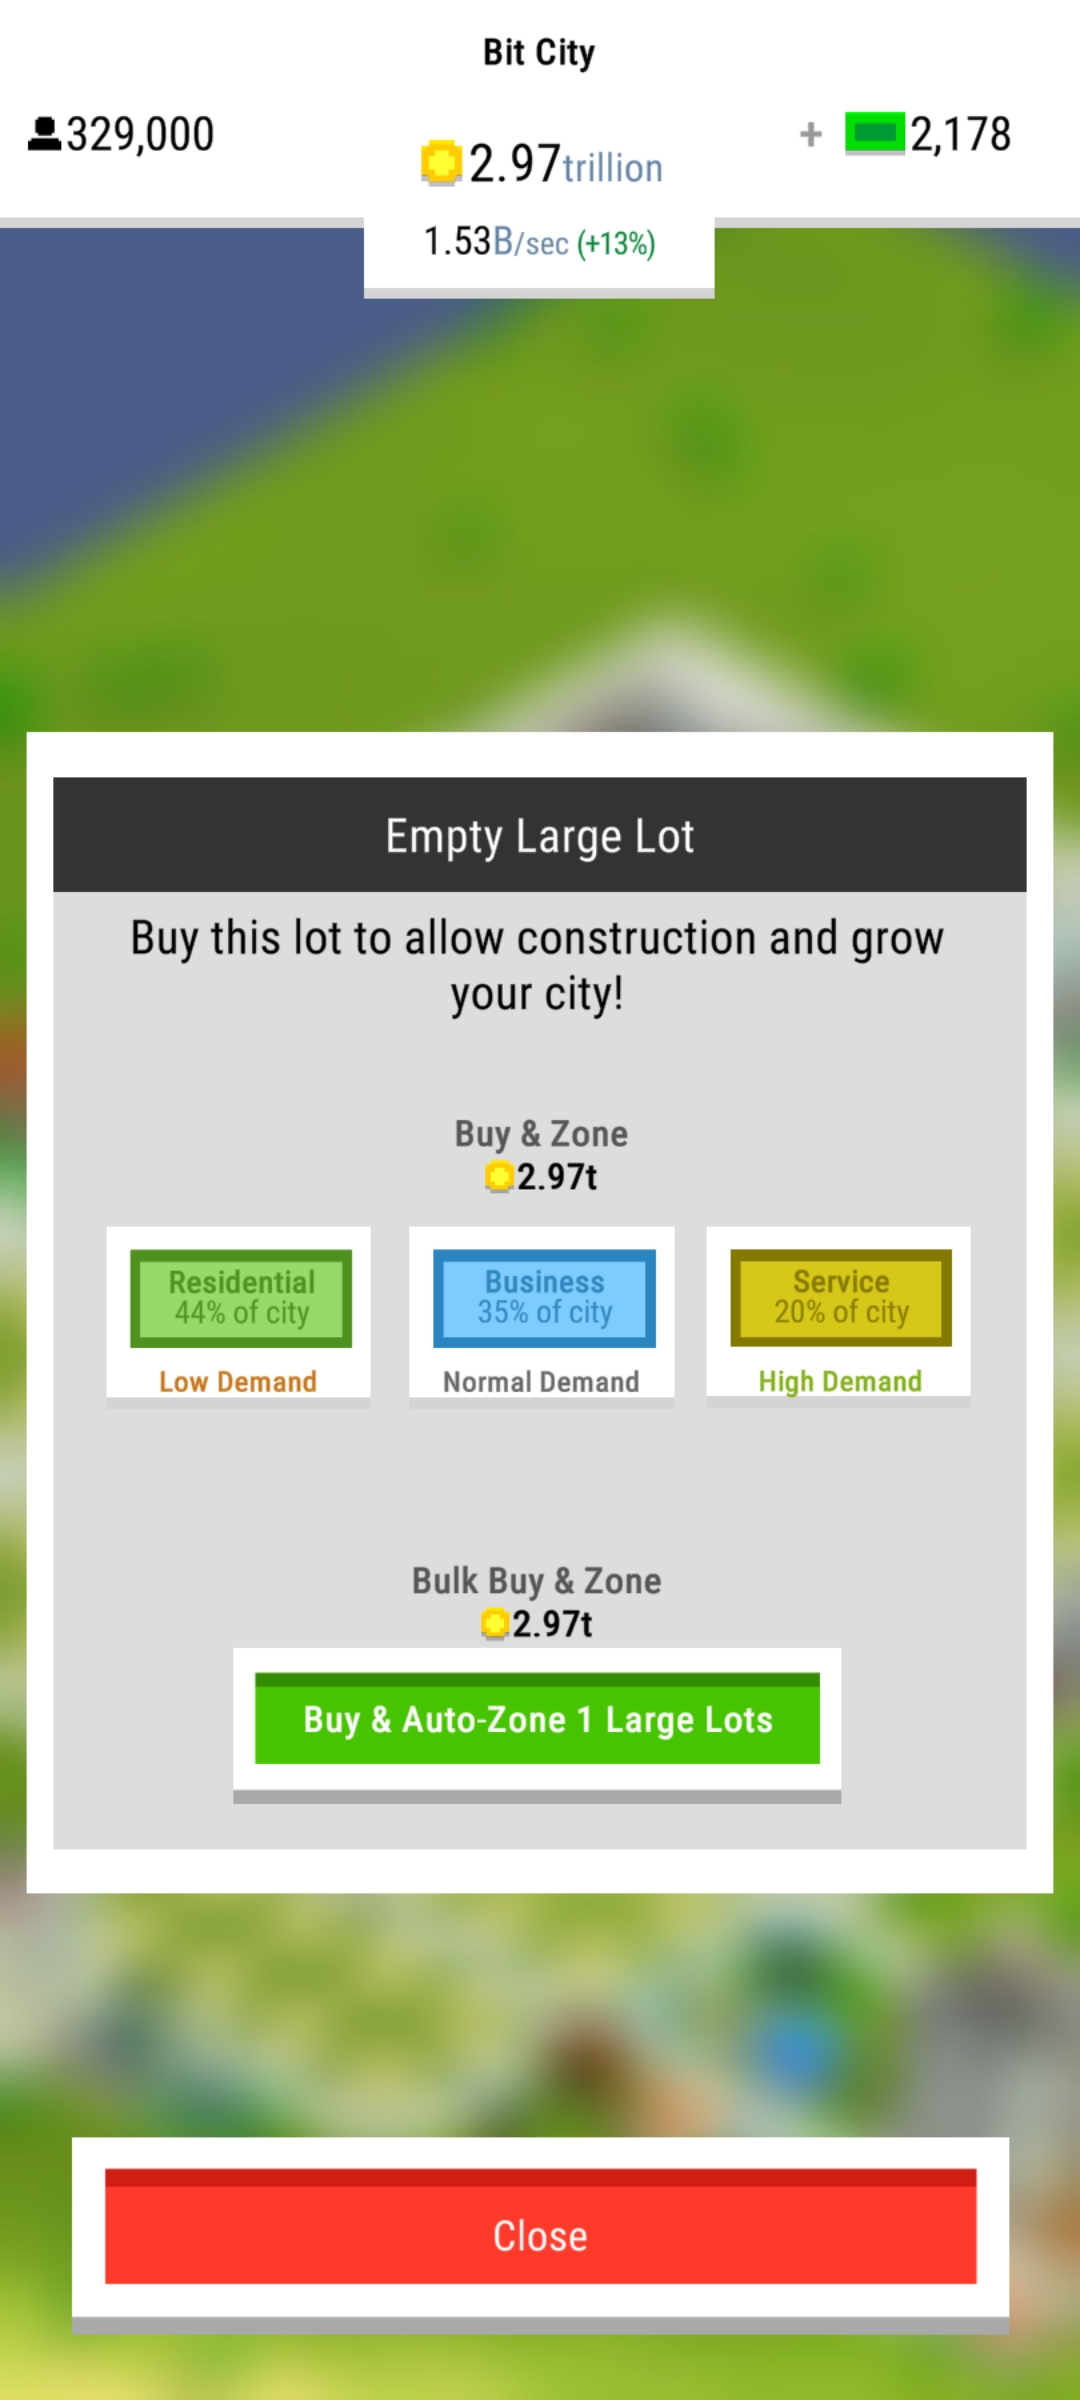 Bit City
329,000
2.97trillion
+ 2,178
1.53B/sec (+13%)
Empty Large Lot
Buy this lot to allow construction and grow
your city!
Buy & Zone
2.97t
Residential
44% of city
Low Demand
Business
35% of city
Normal Demand
Service
20% of city
High Demand
Bulk Buy & Zone
2.97t
Buy & Auto-Zone 1 Large Lots
Close